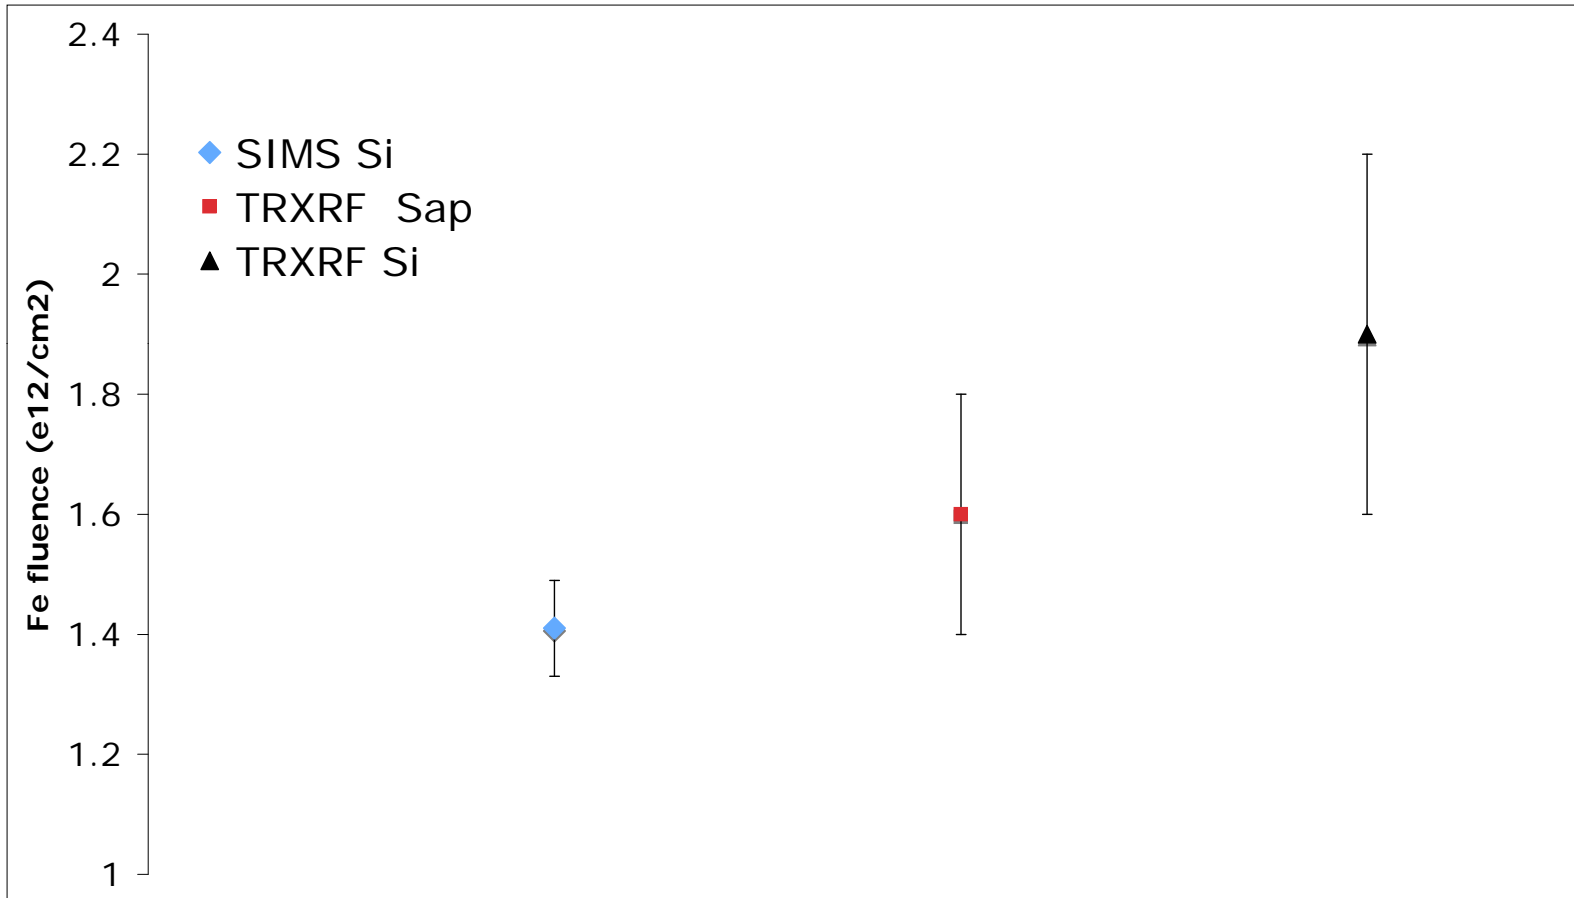 2.4
2.2
2
1.8
1.6
1.4
1.2
1
Fe fluence (e12/cm2)
SIMS Si
TRXRF  Sap
TRXRF Si